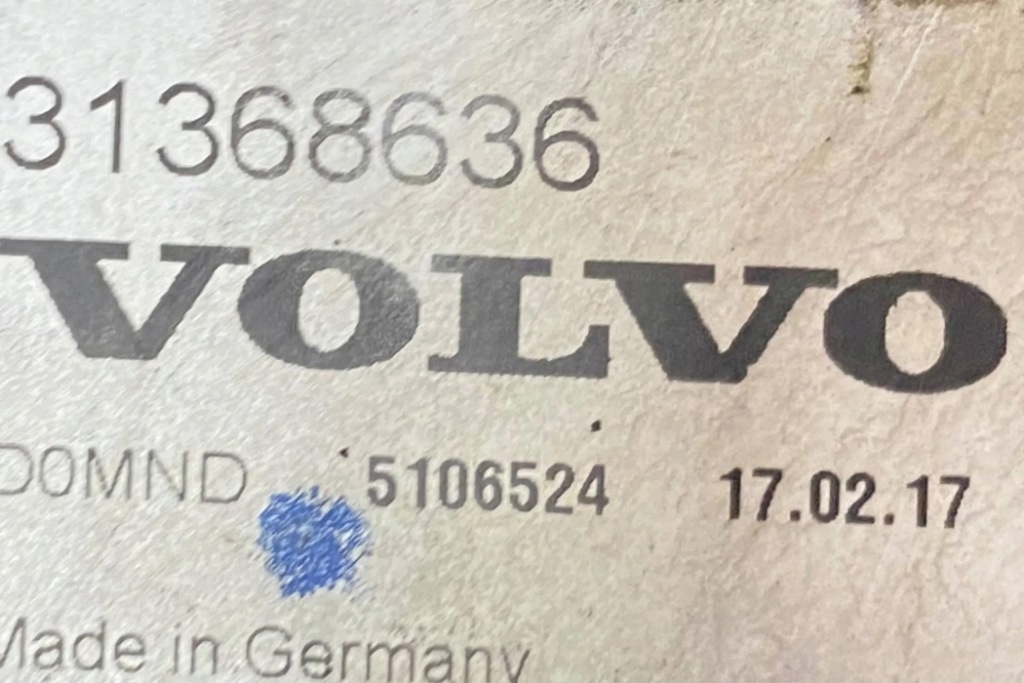 31368636
VOLVO
D0MND 5106524 17.02.17
Made in Germany